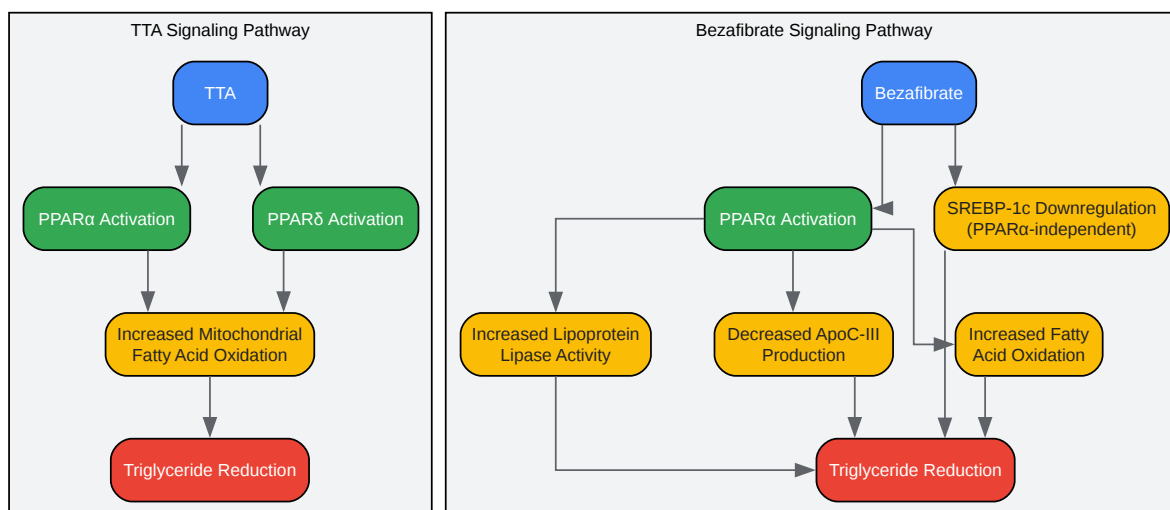 TTA Signaling Pathway
TTA
PPARα Activation
PPARδ Activation
Increased Mitochondrial
Fatty Acid Oxidation
Triglyceride Reduction
Bezafibrate Signaling Pathway
Bezafibrate
PPARα Activation
SREBP-1c Downregulation
(PPARα-independent)
Increased Lipoprotein
Lipase Activity
Decreased ApoC-III
Production
Increased Fatty
Acid Oxidation
Triglyceride Reduction